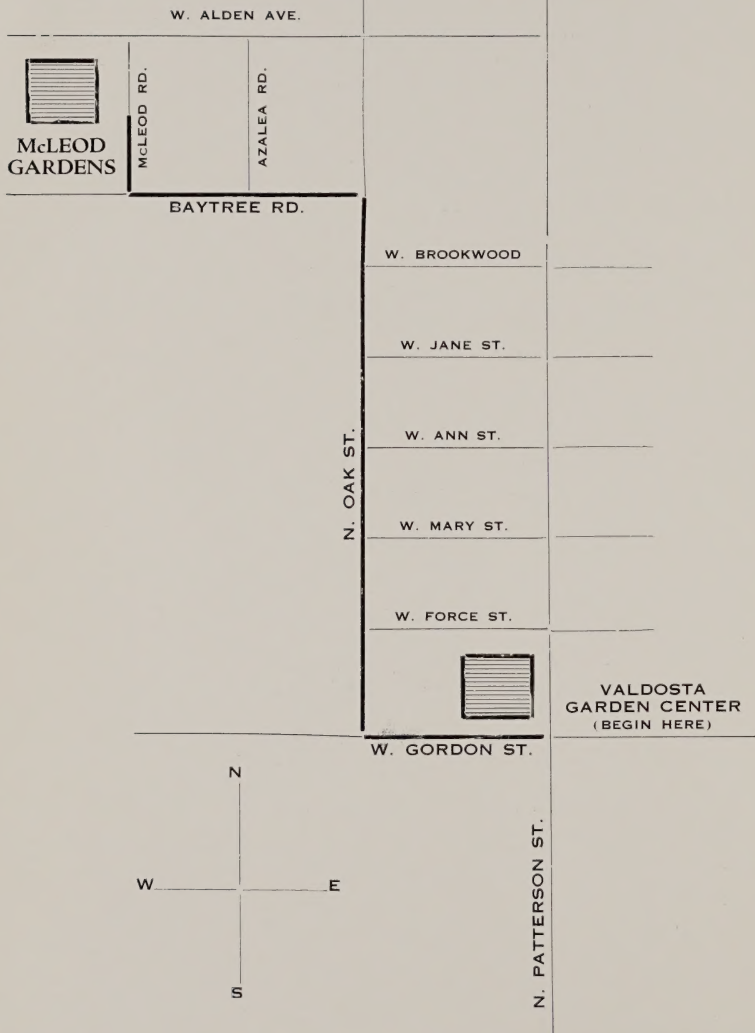 W. ALDEN AVE.
McLEOD
GARDENS
McLEOD RD.
AZALEA RD.
BAYTREE RD.
W. BROOKWOOD
W. JANE ST.
N. OAK ST.
W. ANN ST.
W. MARY ST.
W. FORCE ST.
VALDOSTA
GARDEN CENTER
(BEGIN HERE)
W. GORDON ST.
N
W
E
S
N. PATTERSON ST.